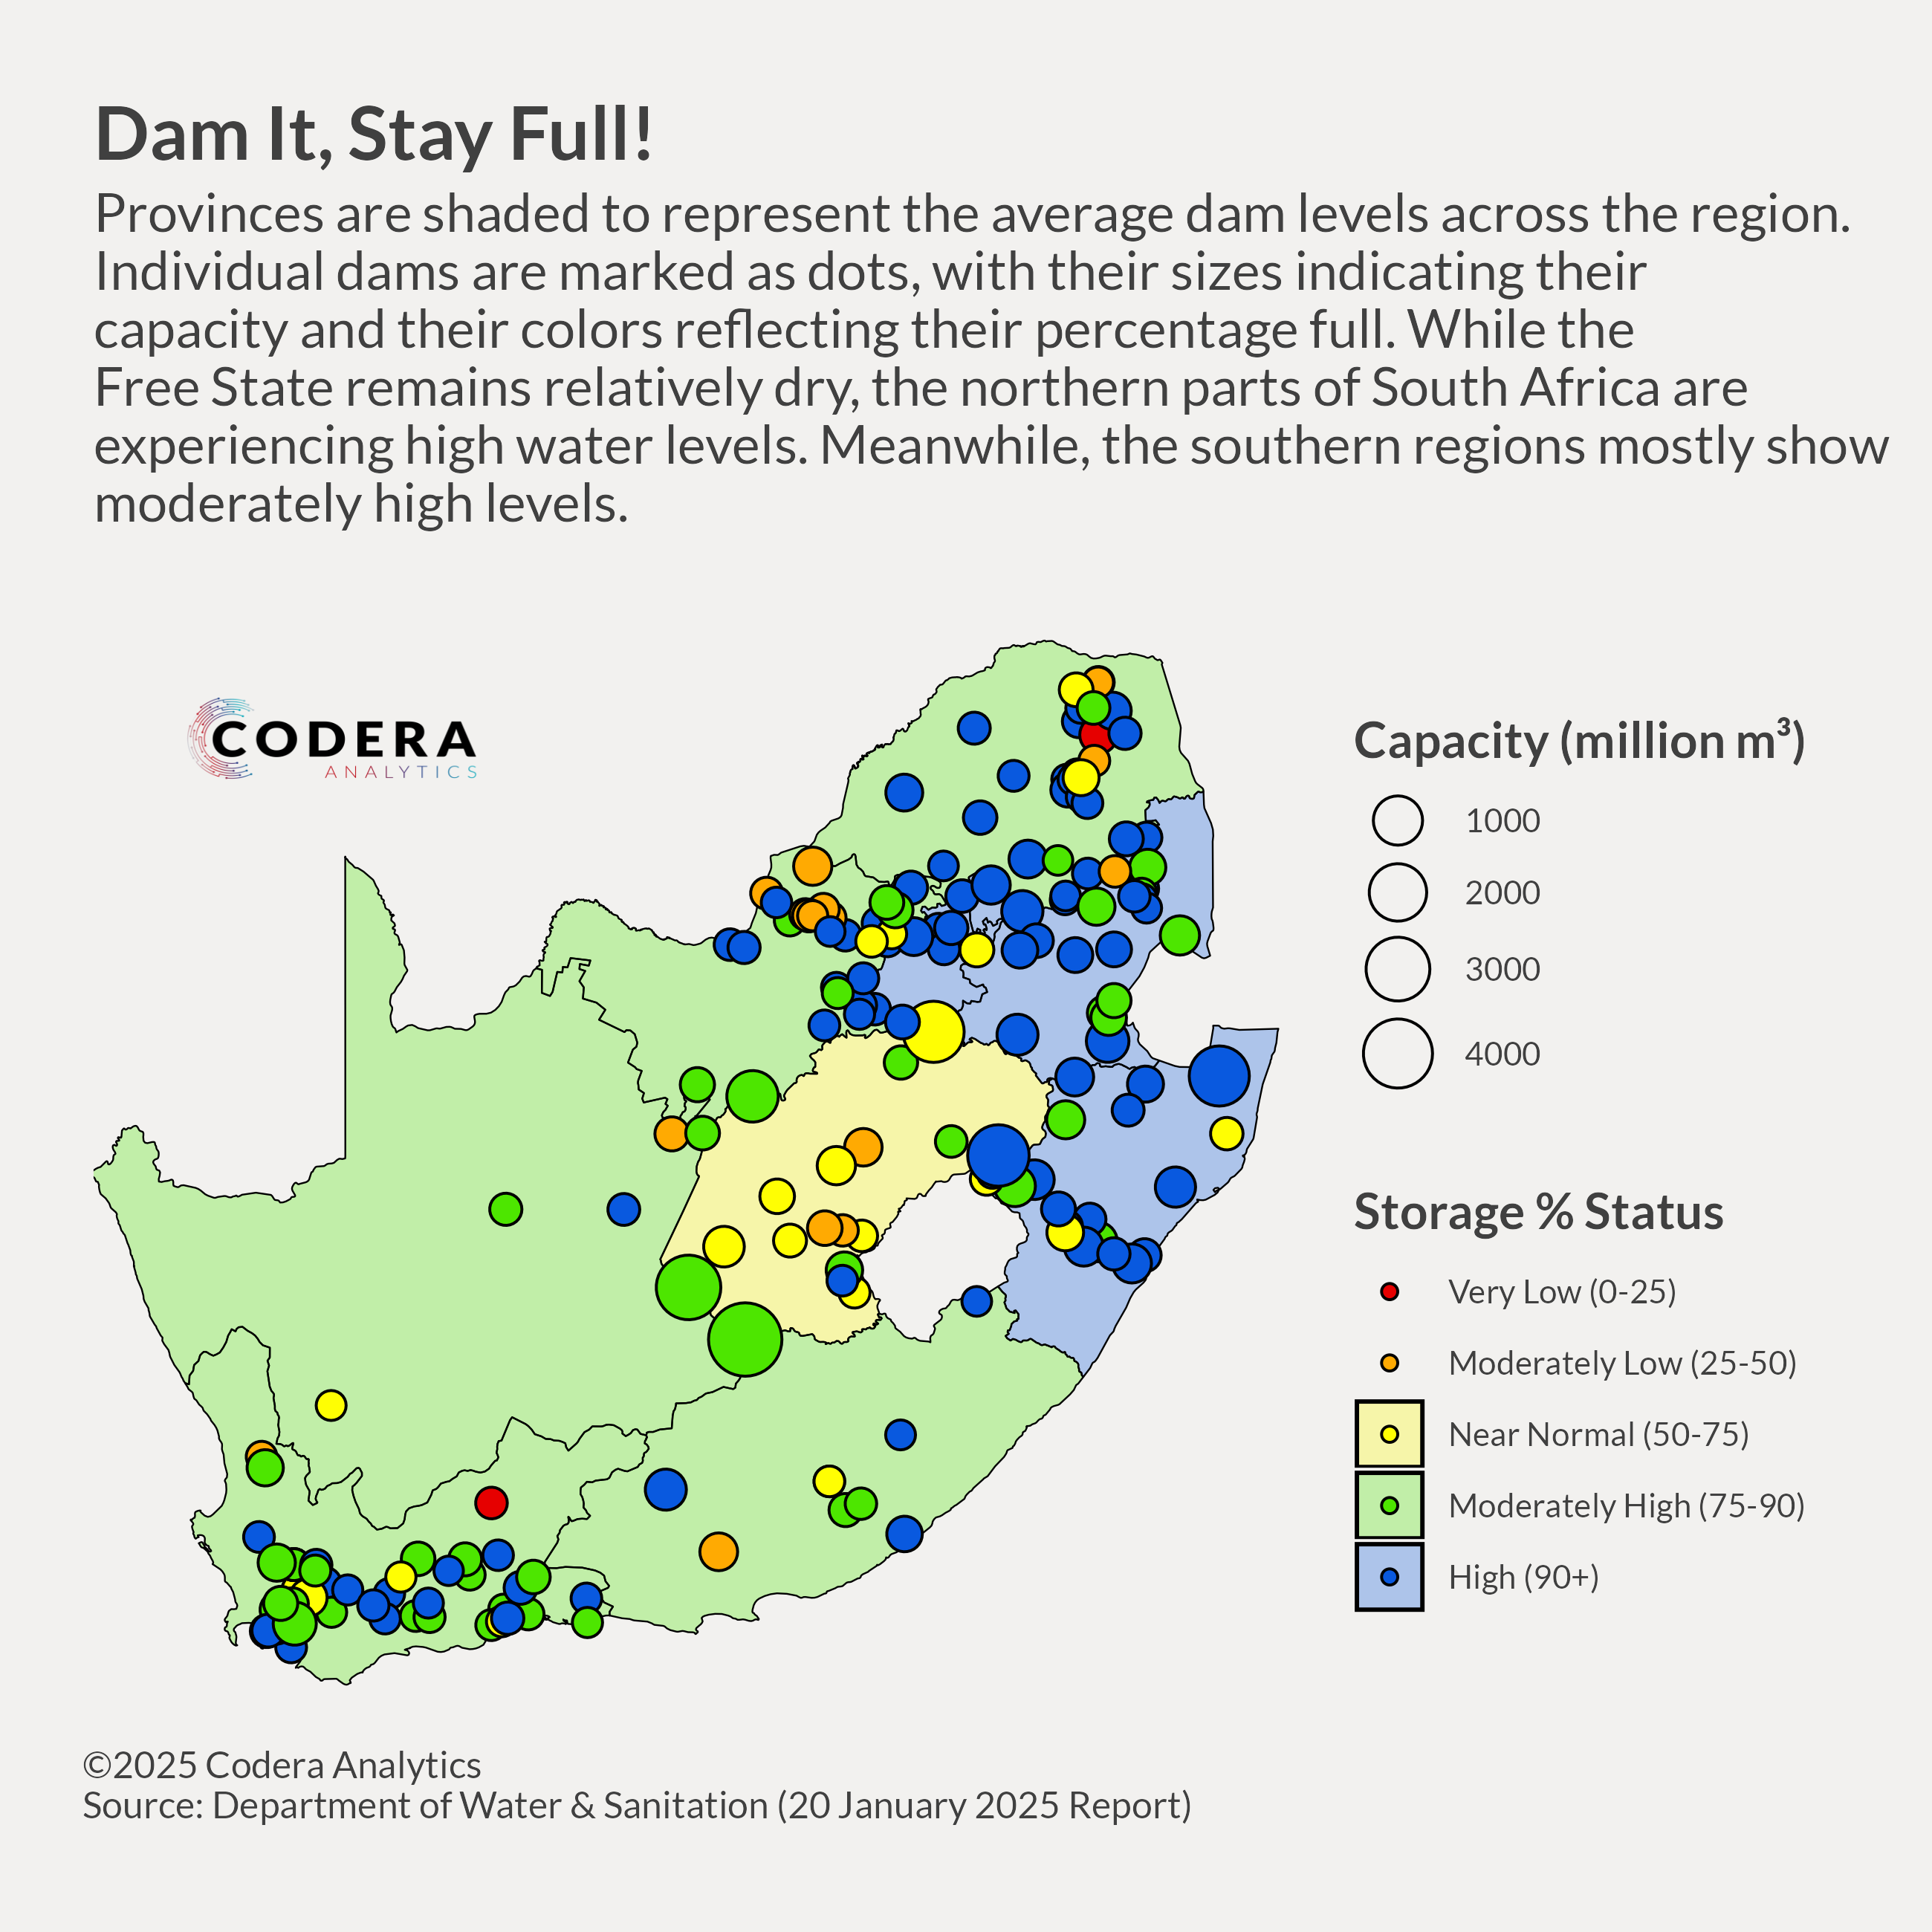 Dam It, Stay Full!
Provinces are shaded to represent the average dam levels across the region.
Individual dams are marked as dots, with their sizes indicating their
capacity and their colors reflecting their percentage full. While the
Free State remains relatively dry, the northern parts of South Africa are
experiencing high water levels. Meanwhile, the southern regions mostly show
moderately high levels.
CODERA
ANALYTICS
Capacity (million m³)
1000
2000
3000
4000
Storage % Status
Very Low (0-25)
Moderately Low (25-50)
Near Normal (50-75)
Moderately High (75-90)
High (90+)
©2025 Codera Analytics
Source: Department of Water & Sanitation (20 January 2025 Report)